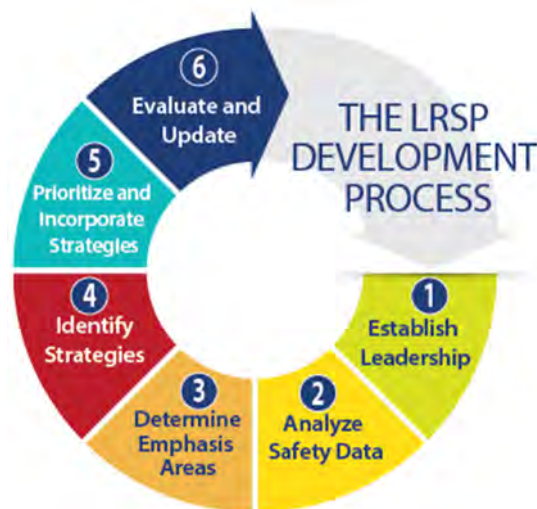 THE LRSP
DEVELOPMENT
PROCESS
1
Establish
Leadership
2
Analyze
Safety Data
3
Determine
Emphasis
Areas
4
Identify
Strategies
5
Prioritize and
Incorporate
Strategies
6
Evaluate and
Update